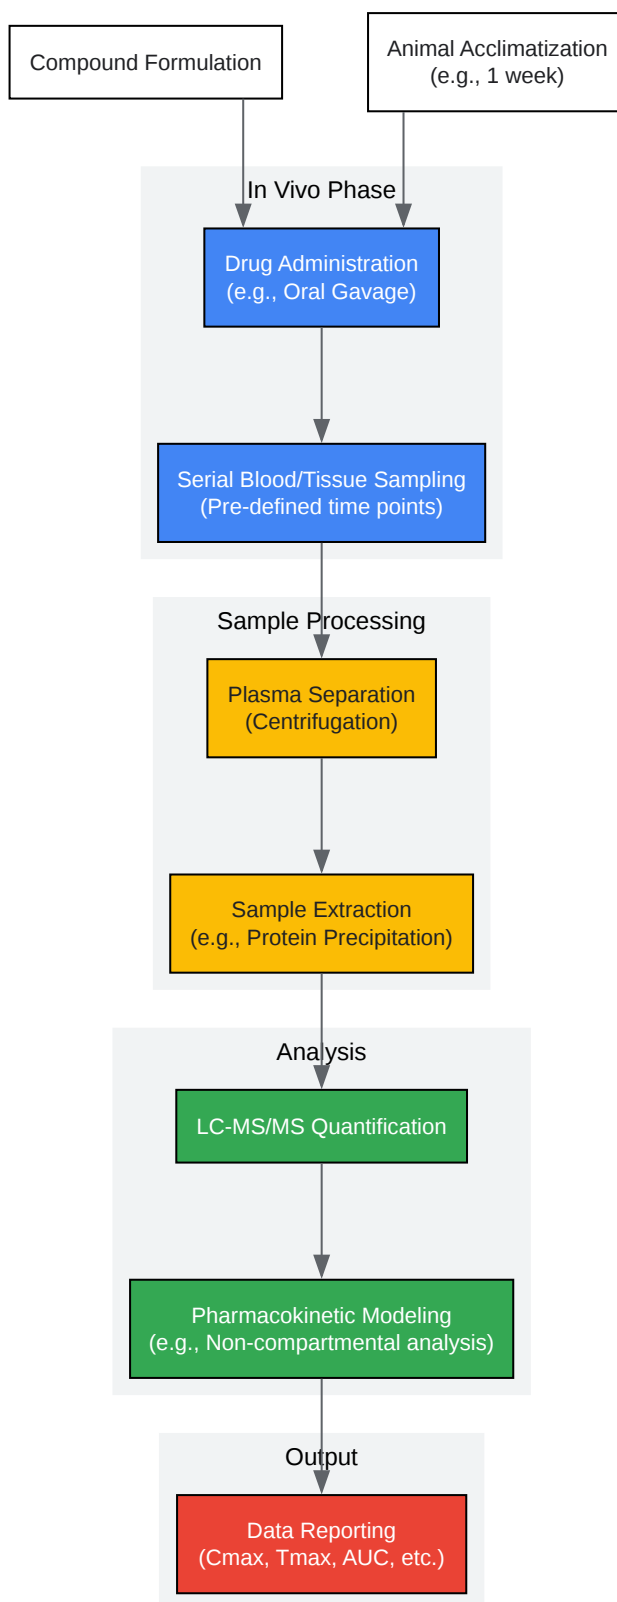 Compound Formulation
Animal Acclimatization
(e.g., 1 week)
In Vivo Phase
Drug Administration
(e.g., Oral Gavage)
Serial Blood/Tissue Sampling
(Pre-defined time points)
Sample Processing
Plasma Separation
(Centrifugation)
Sample Extraction
(e.g., Protein Precipitation)
Analysis
LC-MS/MS Quantification
Pharmacokinetic Modeling
(e.g., Non-compartmental analysis)
Output
Data Reporting
(Cmax, Tmax, AUC, etc.)